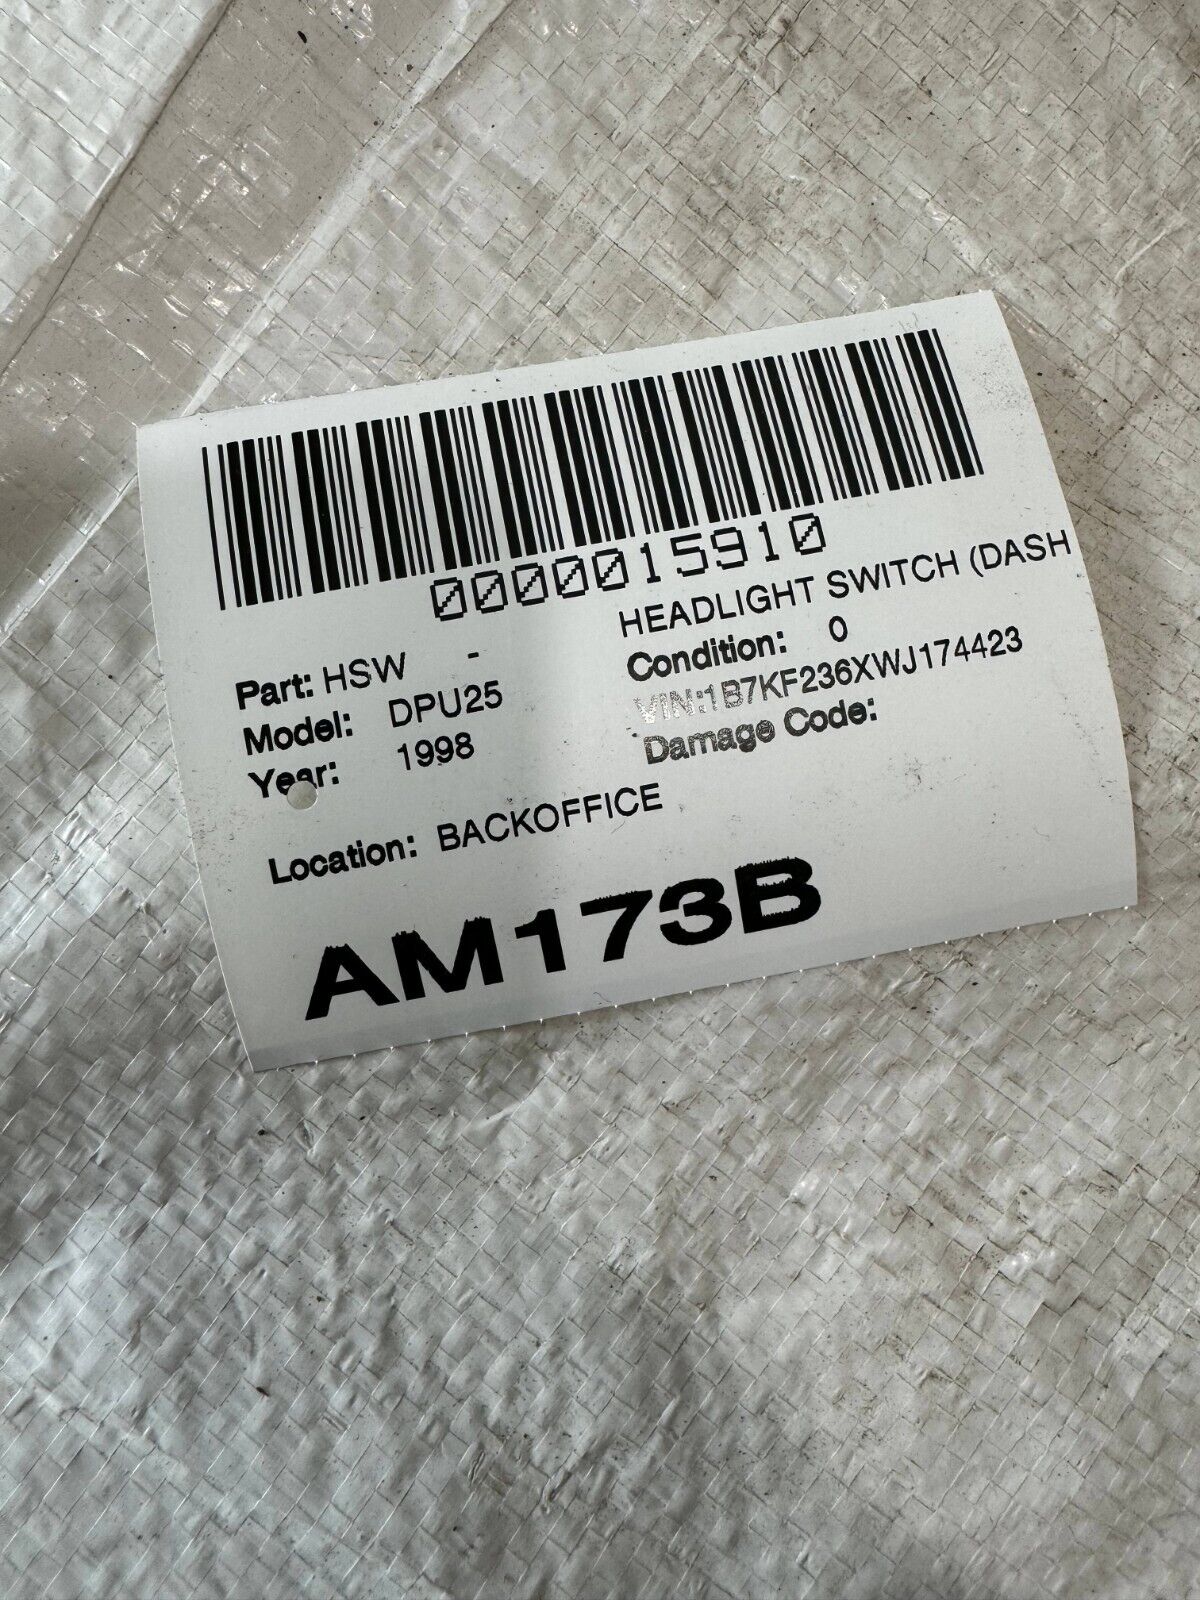 0000015910
Part: HSW - HEADLIGHT SWITCH (DASH
Model: DPU25 Condition: 0
Year: 1998 VIN:1B7KF236XWJ174423
Damage Code:
Location: BACKOFFICE
AM173B